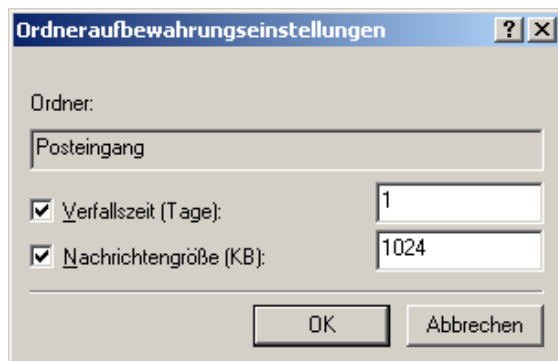 Ordneraufbewahrungseinstellungen
Ordner:
Posteingang
Verfallszeit (Tage): 1
Nachrichtengröße (KB): 1024
OK Abbrechen